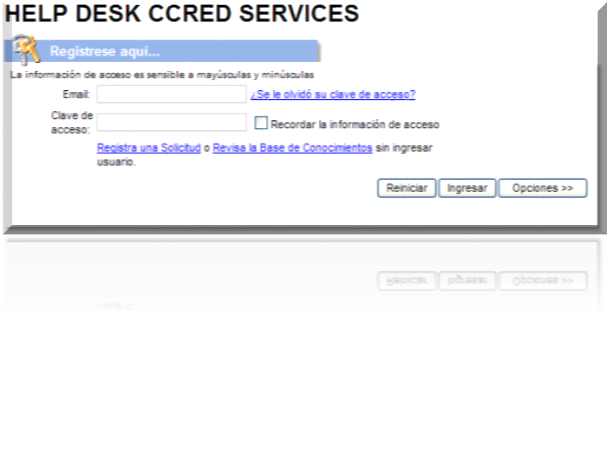 HELP DESK CCRED SERVICES
Registrese aqui...
La información de acceso es sensible a mayúsculas y minúsculas
Email:
¿Se le olvidó su clave de acceso?
Clave de acceso:
Recordar la información de acceso
Registra una Solicitud o Revisa la Base de Conocimientos sin ingresar
usuario.
Reiniciar Ingresar Opciones >>